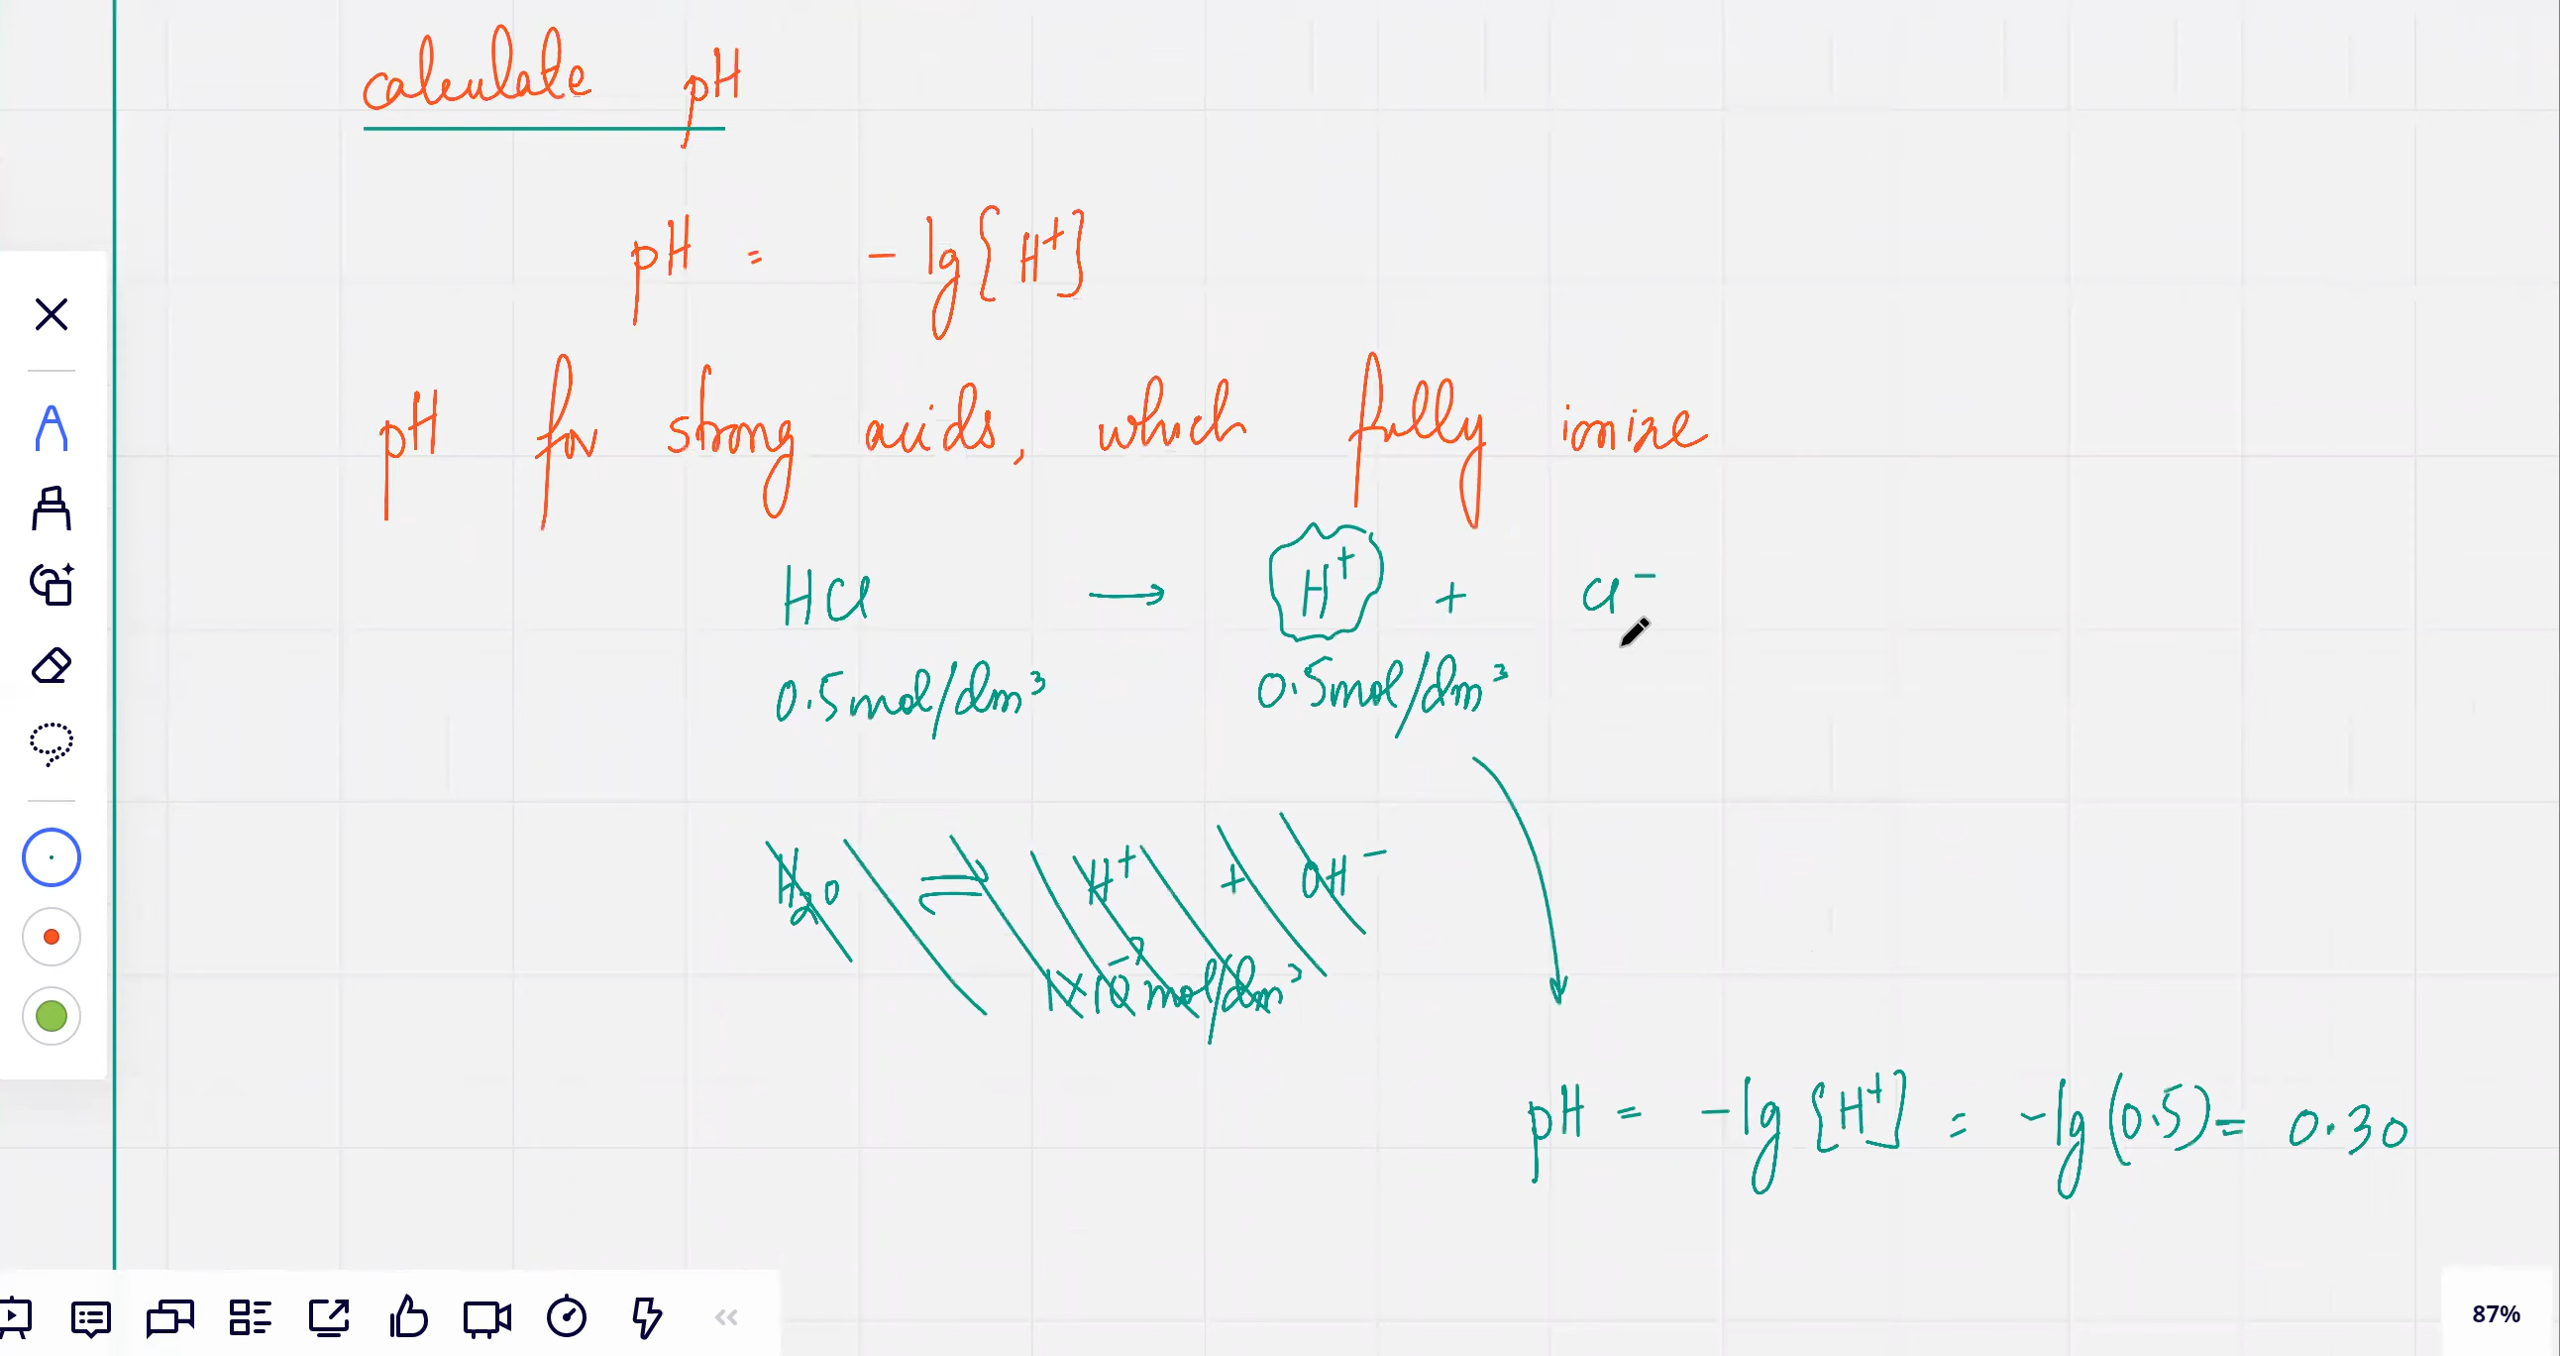 calculate pH
pH = - lg[H⁺]
pH for strong acids, which fully ionize
HCl → H⁺ + Cl⁻
0.5mol/dm³ 0.5mol/dm³
H₂O ⇌ H⁺ + OH⁻
1×10⁻⁷ mol/dm³
pH = -lg [H⁺] = -lg (0.5) = 0.30
87%